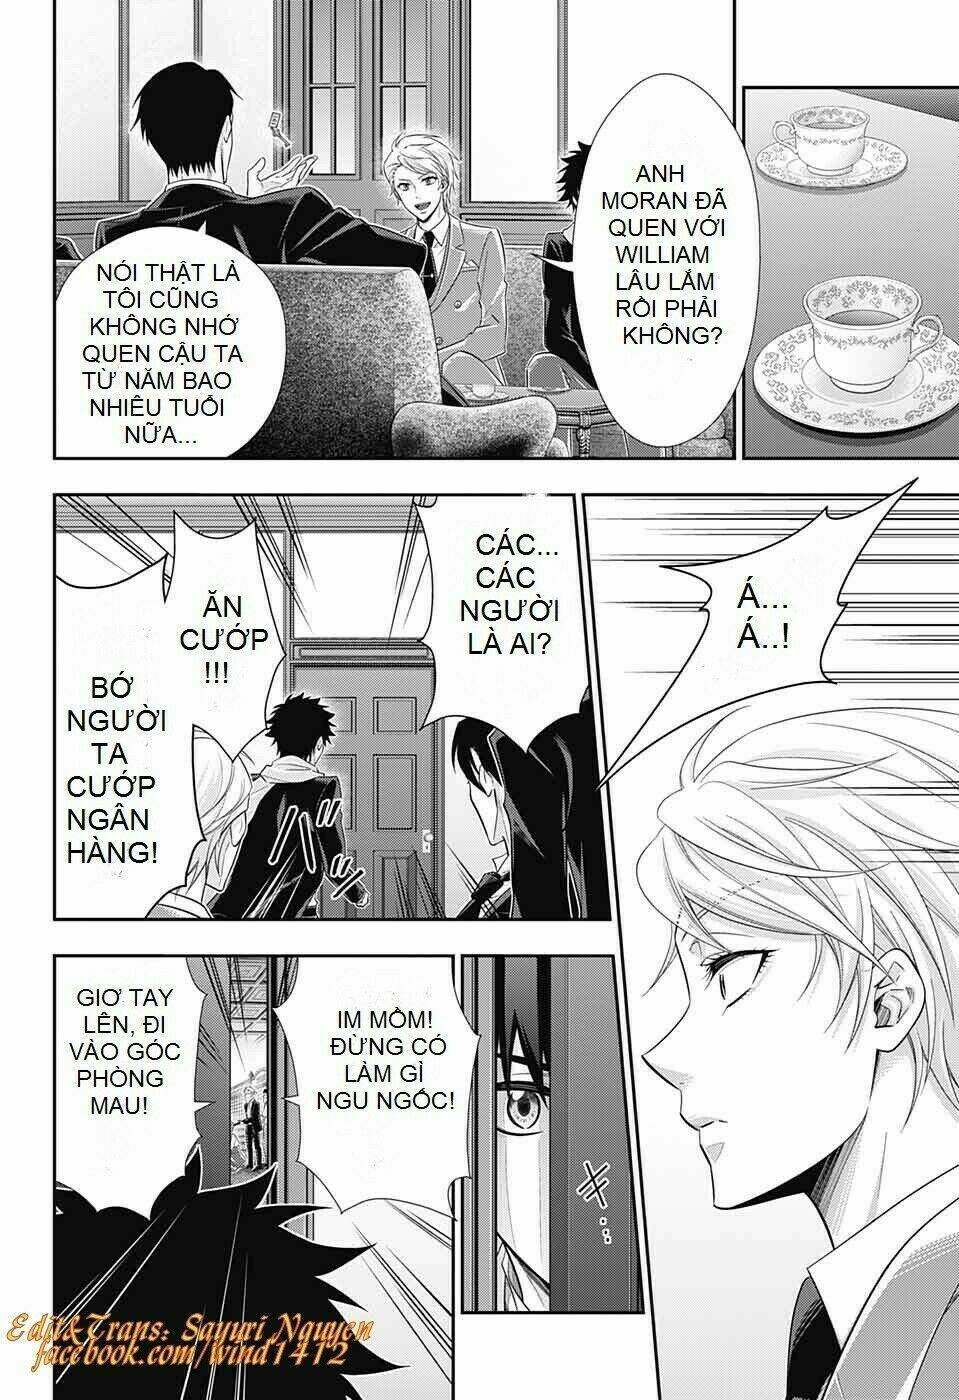 ANH
MORAN ĐÃ
QUEN VỚI
WILLIAM
LÂU LẮM
RỒI PHẢI
KHÔNG?
NÓI THẬT LÀ
TÔI CŨNG
KHÔNG NHỚ
QUEN CẬU TA
TỪ NĂM BAO
NHIÊU TUỔI
NỮA...
Á...
Á..!
CÁC...
CÁC
NGƯỜI
LÀ AI?
ĂN
CƯỚP
!!!
BỚ
NGƯỜI
TA
CƯỚP
NGÂN
HÀNG!
IM MỒM!
ĐỪNG CÓ
LÀM GÌ
NGU NGỐC!
GIƠ TAY
LÊN, ĐI
VÀO GÓC
PHÒNG
MAU!
Edit&Trans: Sayuri Nguyen
facebook.com/wind1412